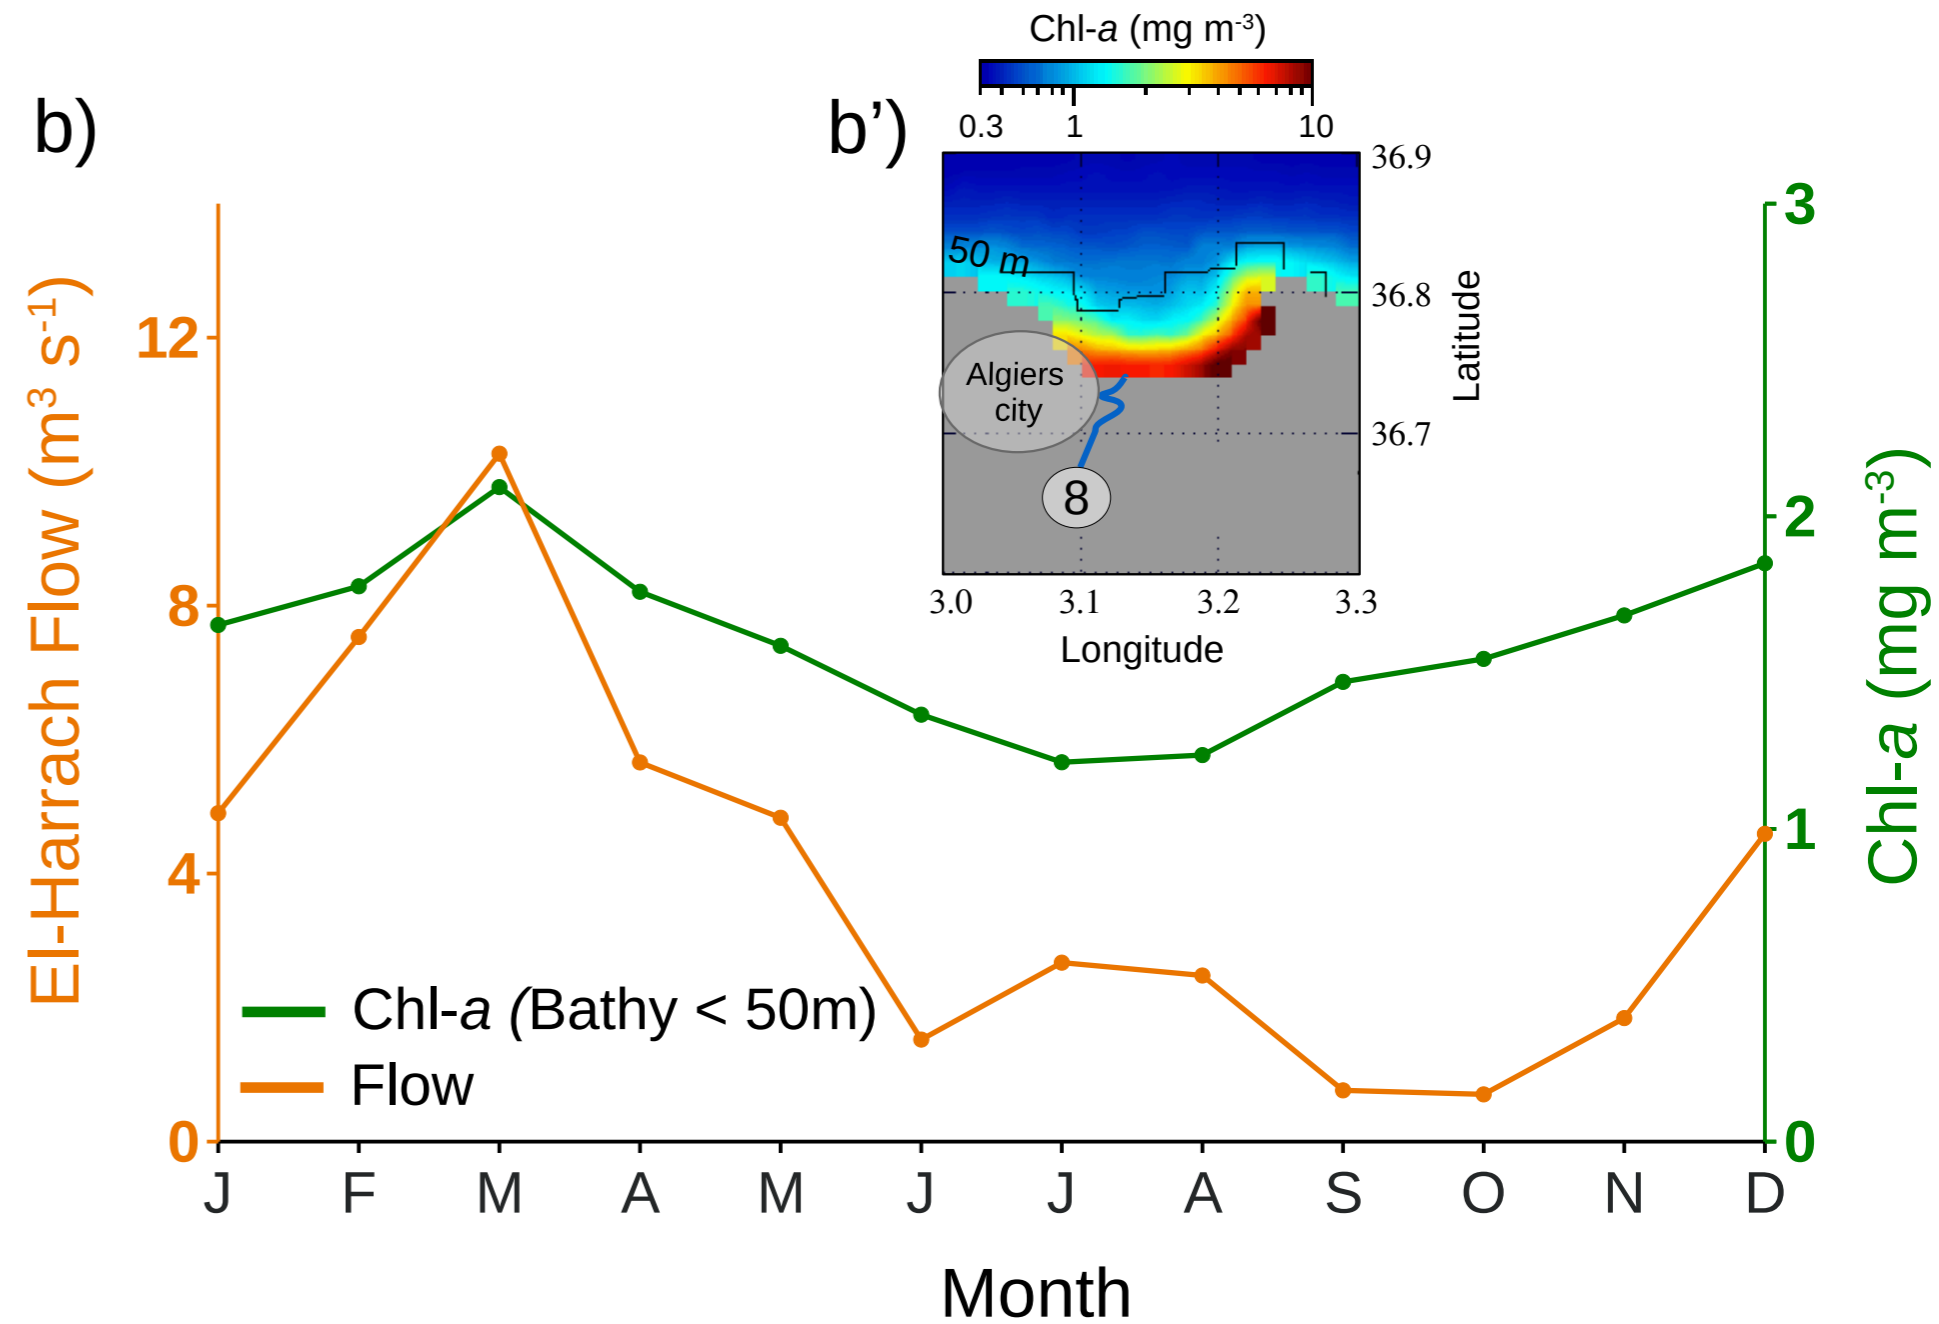 Chl-a (mg m-3)
b)
b’)
0.3 1 10
36.9
36.8
36.7
Latitude
50 m
Algiers
city
8
3.0 3.1 3.2 3.3
Longitude
El-Harrach Flow (m3 s-1)
12
8
4
0
3
2
1
0
Chl-a (mg m-3)
Chl-a (Bathy < 50m)
Flow
J F M A M J J A S O N D
Month